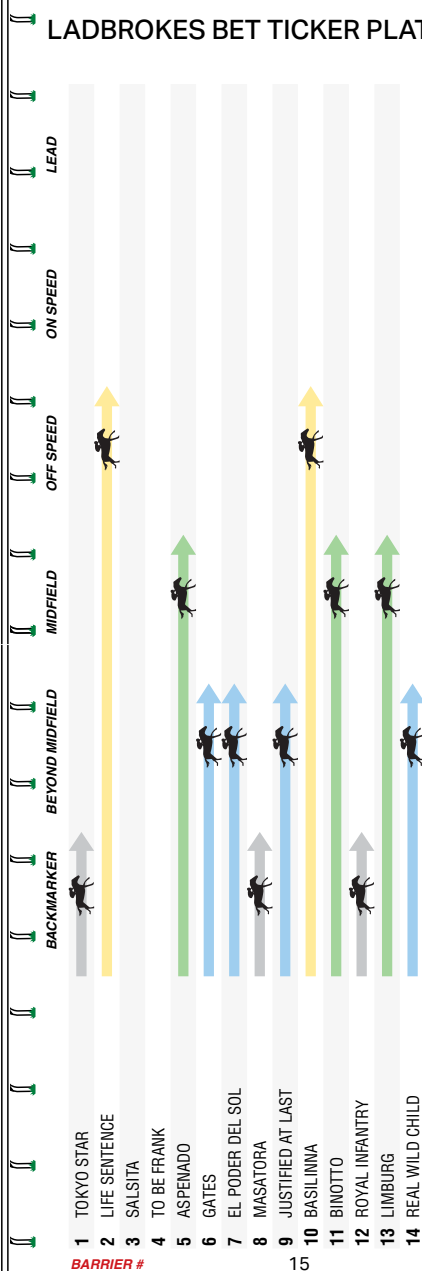 LADBROKES BET TICKER PLAT
LEAD
ON SPEED
OFF SPEED
MIDFIELD
BEYOND MIDFIELD
BACKMARKER
1 TOKYO STAR
2 LIFE SENTENCE
3 SALSITA
4 TO BE FRANK
5 ASPENADO
6 GATES
7 EL PODER DEL SOL
8 MASATORA
9 JUSTIFIED AT LAST
10 BASILINNA
11 BINOTTO
12 ROYAL INFANTRY
13 LIMBURG
14 REAL WILD CHILD
BARRIER #
15